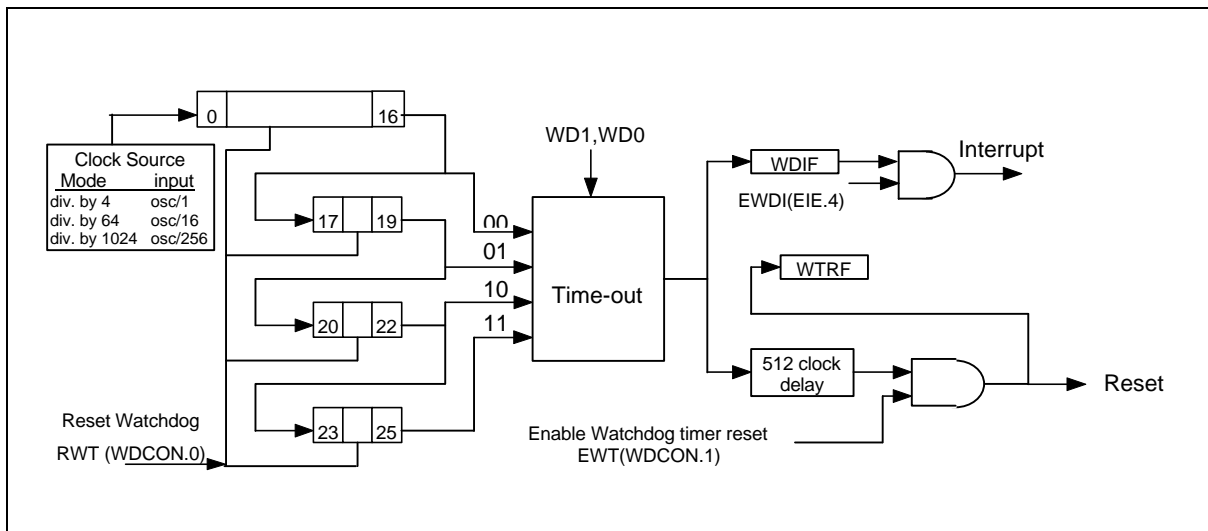 0
16
Clock Source
Mode input
div. by 4 osc/1
div. by 64 osc/16
div. by 1024 osc/256
17 19
20 22
23 25
Reset Watchdog
RWT (WDCON.0)
WD1,WD0
00
01
10
11
Time-out
WDIF
EWDI(EIE.4)
Interrupt
WTRF
512 clock
delay
Reset
Enable Watchdog timer reset
EWT(WDCON.1)